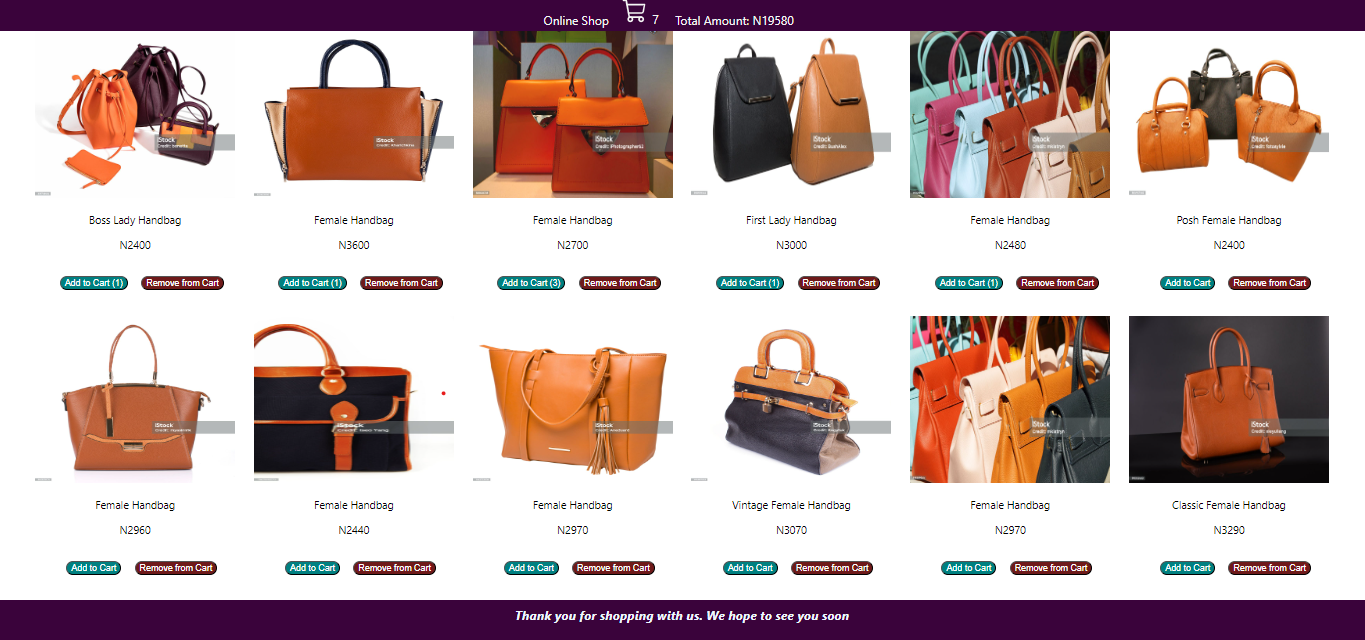 Online Shop 7 Total Amount: N19580
iStock
Credit: bonetta
iStock
iStock
iStock
iStock
iStock
Boss Lady Handbag
Female Handbag
Female Handbag
First Lady Handbag
Female Handbag
Posh Female Handbag
N2400
N3600
N2700
N3000
N2480
N2400
Add to Cart (1) Remove from Cart
Add to Cart (1) Remove from Cart
Add to Cart (3) Remove from Cart
Add to Cart (1) Remove from Cart
Add to Cart (1) Remove from Cart
Add to Cart Remove from Cart
iStock
iStock
iStock
iStock
iStock
iStock
Female Handbag
Female Handbag
Female Handbag
Vintage Female Handbag
Female Handbag
Classic Female Handbag
N2960
N2440
N2970
N3070
N2970
N3290
Add to Cart Remove from Cart
Add to Cart Remove from Cart
Add to Cart Remove from Cart
Add to Cart Remove from Cart
Add to Cart Remove from Cart
Add to Cart Remove from Cart
Thank you for shopping with us. We hope to see you soon